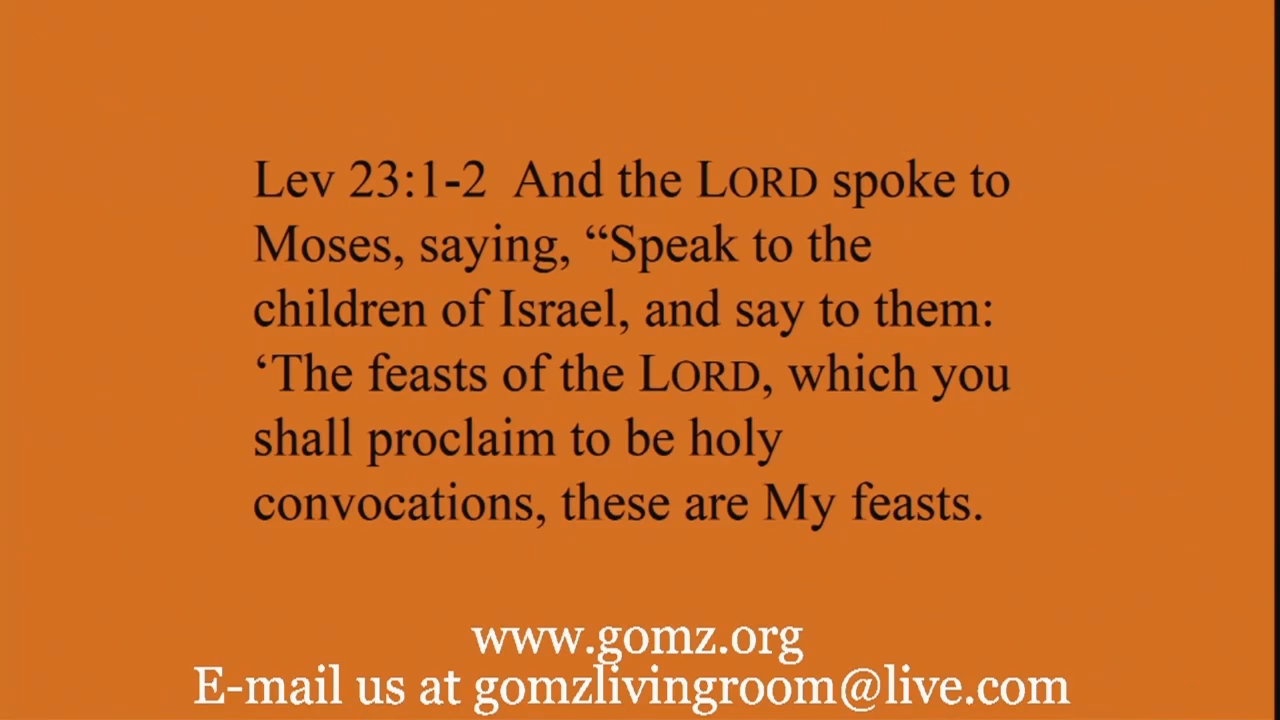 Lev 23:1-2  And the LORD spoke to
Moses, saying, “Speak to the
children of Israel, and say to them:
‘The feasts of the LORD, which you
shall proclaim to be holy
convocations, these are My feasts.
www.gomz.org
E-mail us at gomzlivingroom@live.com